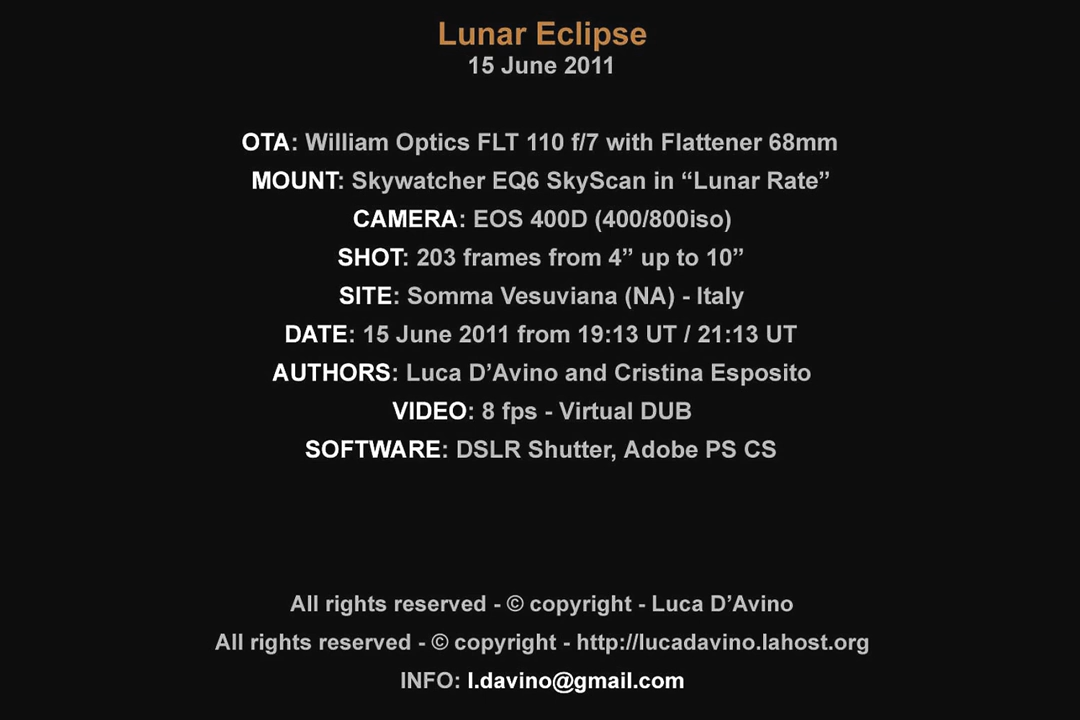 Lunar Eclipse
15 June 2011
OTA: William Optics FLT 110 f/7 with Flattener 68mm
MOUNT: Skywatcher EQ6 SkyScan in “Lunar Rate”
CAMERA: EOS 400D (400/800iso)
SHOT: 203 frames from 4” up to 10”
SITE: Somma Vesuviana (NA) - Italy
DATE: 15 June 2011 from 19:13 UT / 21:13 UT
AUTHORS: Luca D’Avino and Cristina Esposito
VIDEO: 8 fps - Virtual DUB
SOFTWARE: DSLR Shutter, Adobe PS CS
All rights reserved - © copyright - Luca D’Avino
All rights reserved - © copyright - http://lucadavino.lahost.org
INFO: l.davino@gmail.com